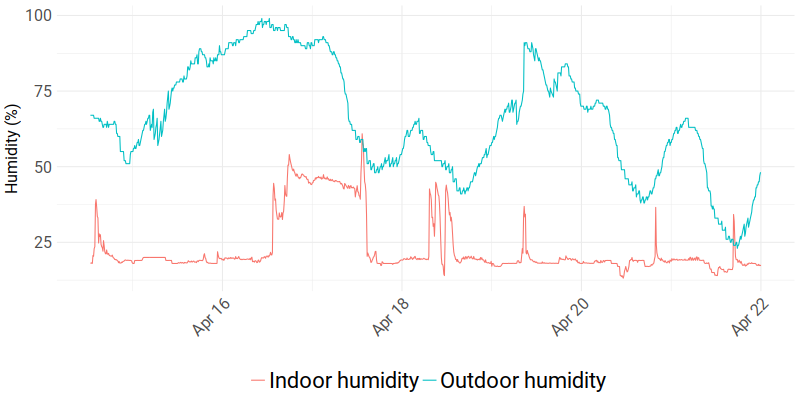 100
75
50
25
Humidity (%)
Apr 16
Apr 18
Apr 20
Apr 22
Indoor humidity
Outdoor humidity